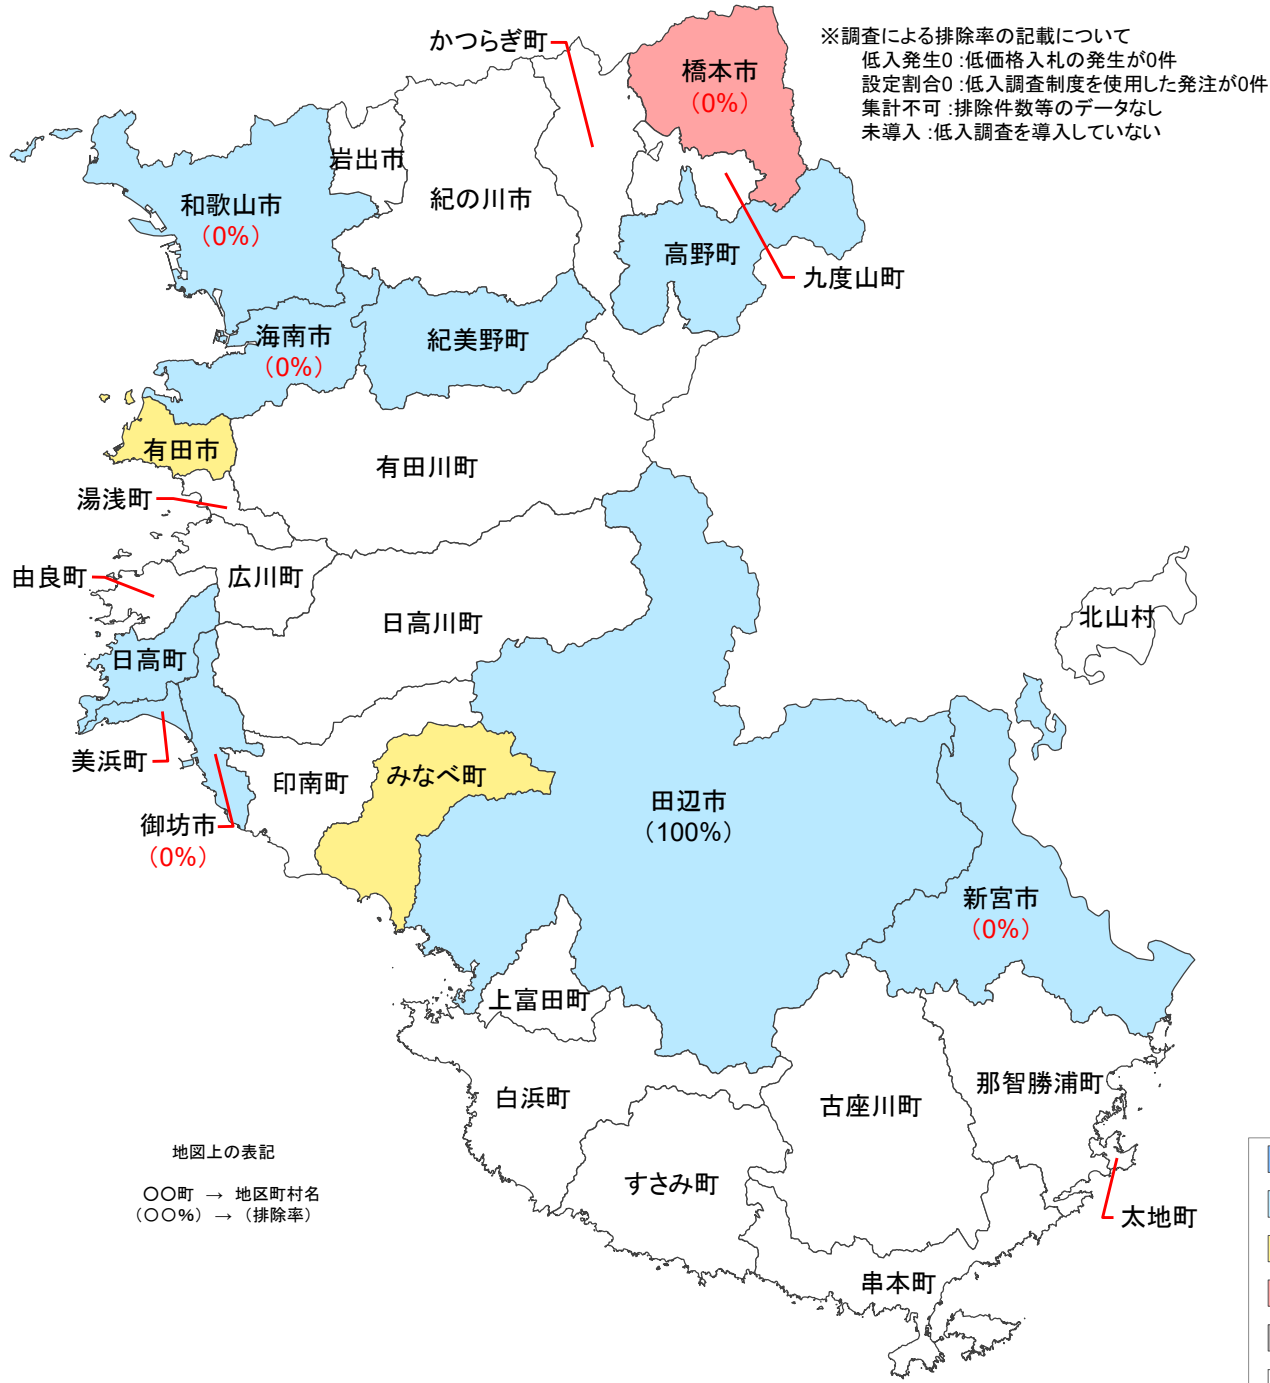 ※調査による排除率の記載について
低入発生0：低価格入札の発生が0件
設定割合0：低入調査制度を使用した発注が0件
集計不可：排除件数等のデータなし
未導入：低入調査を導入していない
かつらぎ町
橋本市
（0%）
岩出市
紀の川市
和歌山市
（0%）
高野町
九度山町
海南市
（0%）
紀美野町
有田市
有田川町
湯浅町
由良町
広川町
日高川町
北山村
日高町
美浜町
印南町
みなべ町
田辺市
（100%）
御坊市
（0%）
新宮市
（0%）
上富田町
白浜町
古座川町
那智勝浦町
すさみ町
太地町
串本町
地図上の表記
〇〇町 → 地区町村名
（〇〇%）→（排除率）